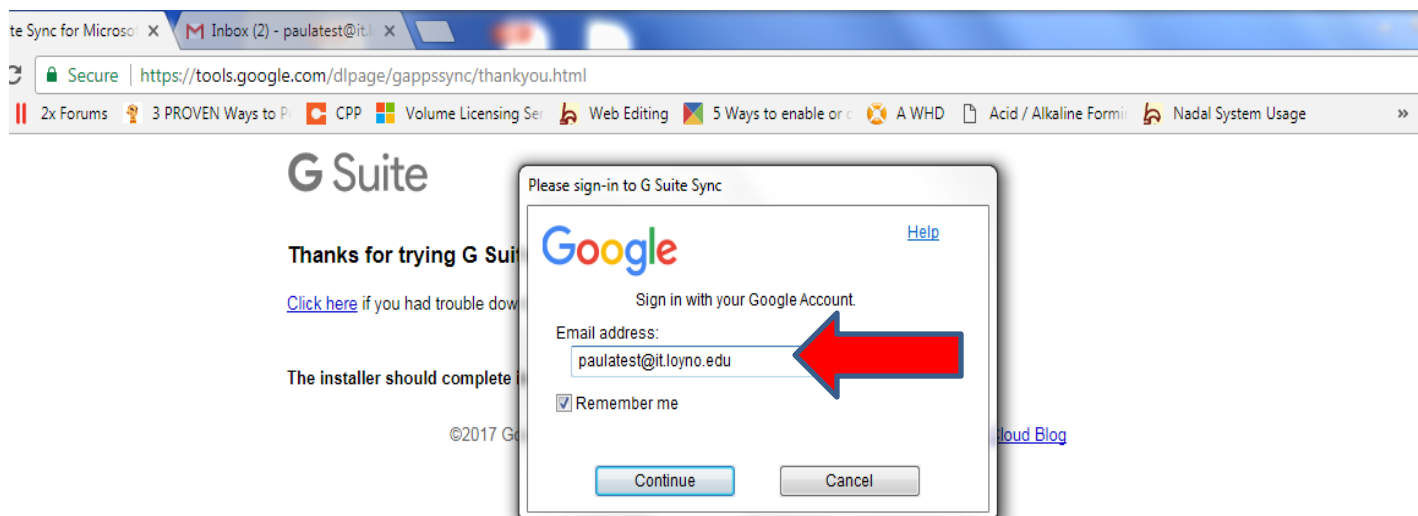 te Sync for Microso
Inbox (2) - paulatest@it.l
Secure | https://tools.google.com/dlpage/gappssync/thankyou.html
2x Forums 3 PROVEN Ways to P CPP Volume Licensing Ser Web Editing 5 Ways to enable or A WHD Acid / Alkaline Formi Nadal System Usage »
G Suite
Please sign-in to G Suite Sync
Google
Help
Thanks for trying G Sui
Sign in with your Google Account.
Click here if you had trouble dow
Email address:
paulatest@it.loyno.edu
The installer should complete i
Remember me
©2017 Go
Cloud Blog
Continue
Cancel